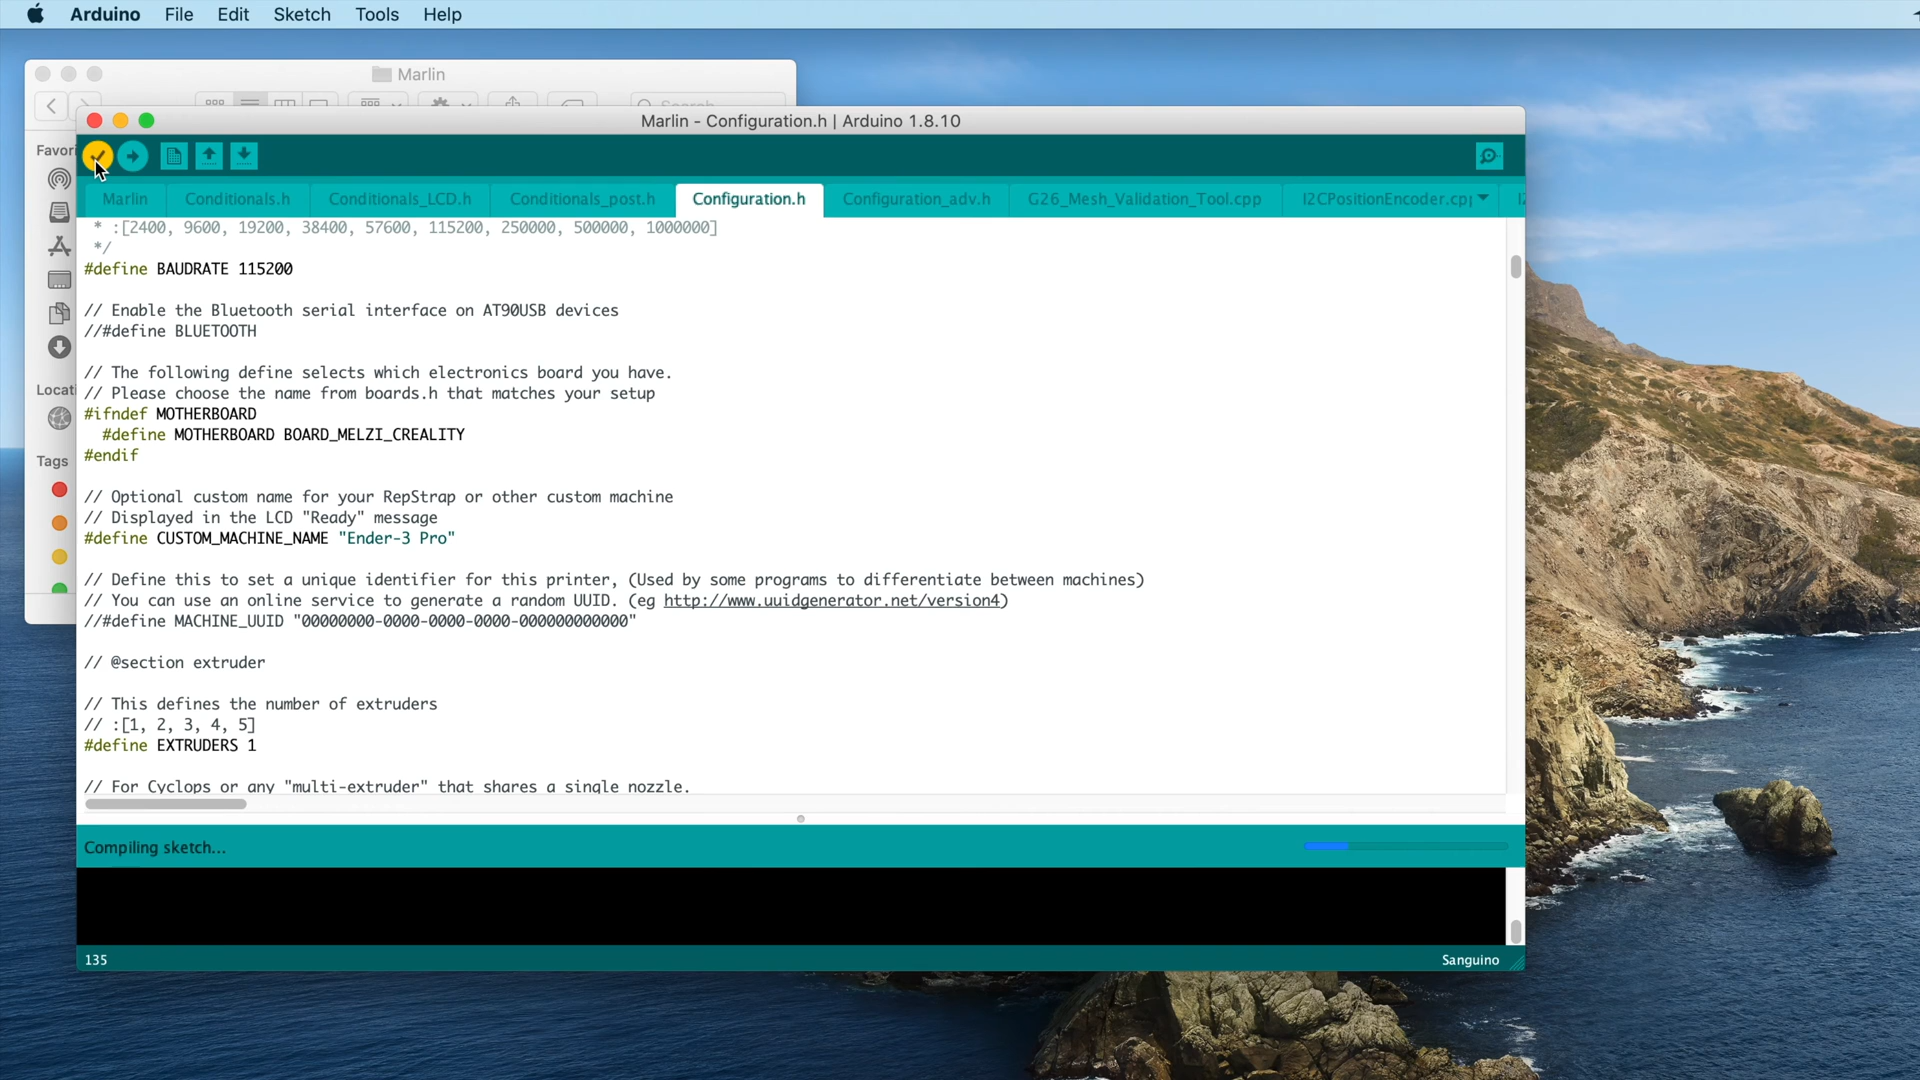 Arduino File Edit Sketch Tools Help
Marlin
Search
Marlin - Configuration.h | Arduino 1.8.10
Favori
Marlin Conditionals.h Conditionals_LCD.h Conditionals_post.h Configuration.h Configuration_adv.h G26_Mesh_Validation_Tool.cpp I2CPositionEncoder.cpp I2
* :[2400, 9600, 19200, 38400, 57600, 115200, 250000, 500000, 1000000]
*/
#define BAUDRATE 115200
// Enable the Bluetooth serial interface on AT90USB devices
//#define BLUETOOTH
// The following define selects which electronics board you have.
// Please choose the name from boards.h that matches your setup
#ifndef MOTHERBOARD
#define MOTHERBOARD BOARD_MELZI_CREALITY
#endif
// Optional custom name for your RepStrap or other custom machine
// Displayed in the LCD "Ready" message
#define CUSTOM_MACHINE_NAME "Ender-3 Pro"
// Define this to set a unique identifier for this printer, (Used by some programs to differentiate between machines)
// You can use an online service to generate a random UUID. (eg http://www.uuidgenerator.net/version4)
//#define MACHINE_UUID "00000000-0000-0000-0000-000000000000"
// @section extruder
// This defines the number of extruders
// :[1, 2, 3, 4, 5]
#define EXTRUDERS 1
// For Cyclops or any "multi-extruder" that shares a single nozzle.
Locati
Tags
Compiling sketch...
135
Sanguino